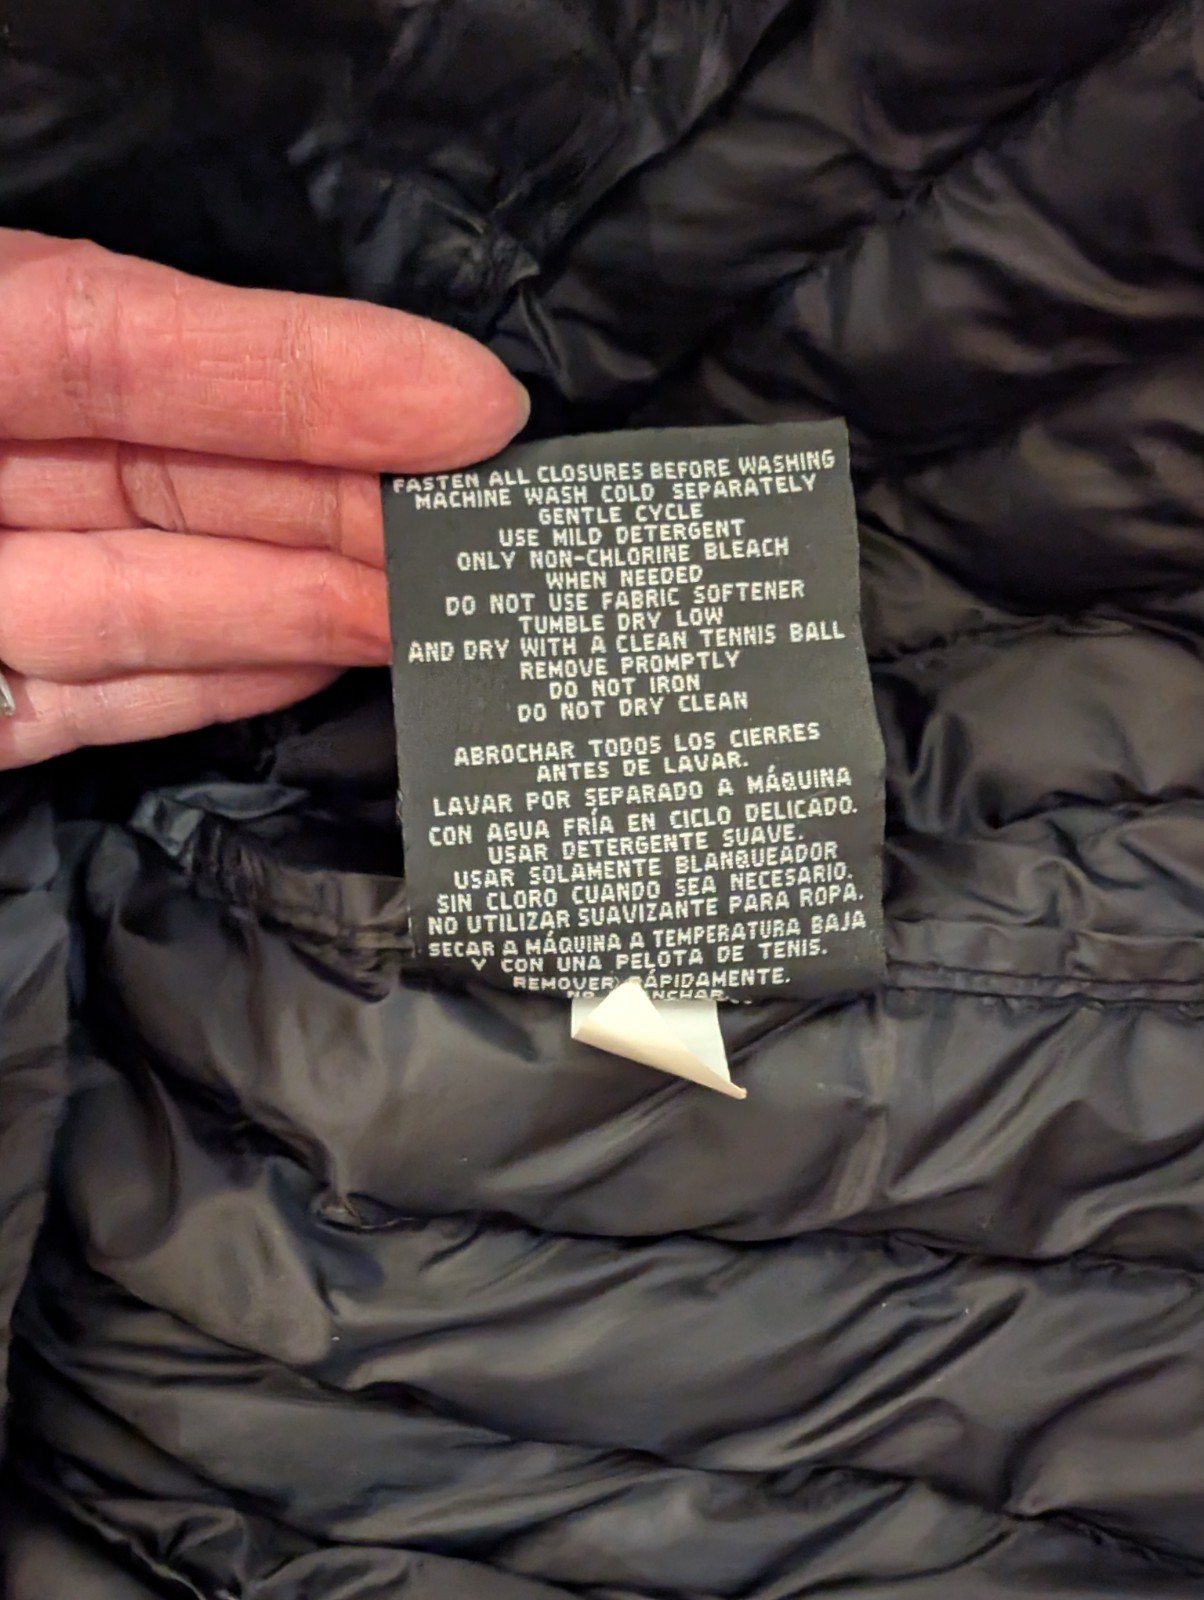 FASTEN ALL CLOSURES BEFORE WASHING
MACHINE WASH COLD SEPARATELY
GENTLE CYCLE
USE MILD DETERGENT
ONLY NON-CHLORINE BLEACH
WHEN NEEDED
DO NOT USE FABRIC SOFTENER
TUMBLE DRY LOW
AND DRY WITH A CLEAN TENNIS BALL
REMOVE PROMPTLY
DO NOT IRON
DO NOT DRY CLEAN
ABROCHAR TODOS LOS CIERRES
ANTES DE LAVAR.
LAVAR POR SEPARADO A MÁQUINA
CON AGUA FRÍA EN CICLO DELICADO.
USAR DETERGENTE SUAVE.
USAR SOLAMENTE BLANQUEADOR
SIN CLORO CUANDO SEA NECESARIO.
NO UTILIZAR SUAVIZANTE PARA ROPA.
SECAR A MÁQUINA A TEMPERATURA BAJA
Y CON UNA PELOTA DE TENIS.
REMOVER RÁPIDAMENTE.